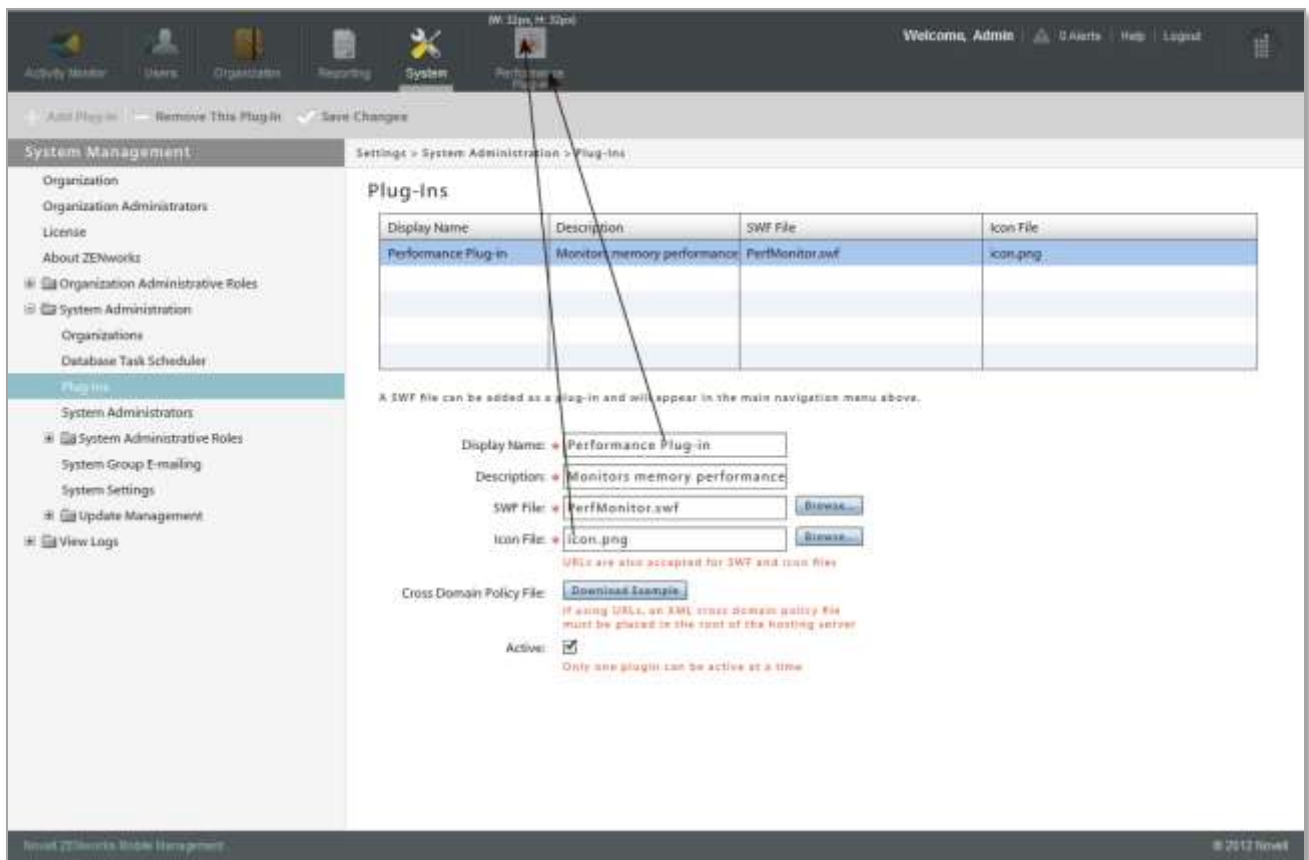 (W: 32px, H: 32px)
Welcome, Admin | 0 Alerts | Help | Logout
Activity Monitor Users Organization Reporting System Performance Plug-in
Add Plug-In Remove This Plug-In Save Changes
System Management
Settings > System Administration > Plug-Ins
Organization
Organization Administrators
License
About ZENworks
Organization Administrative Roles
System Administration
Organizations
Database Task Scheduler
Plug-Ins
System Administrators
System Administrative Roles
System Group E-mailing
System Settings
Update Management
View Logs
Plug-Ins
Display Name Description SWF File Icon File
Performance Plug-in Monitors memory performance PerfMonitor.swf icon.png
A SWF file can be added as a plug-in and will appear in the main navigation menu above.
Display Name: * Performance Plug-in
Description: * Monitors memory performance
SWF File: * PerfMonitor.swf Browse...
Icon File: * icon.png Browse...
URLs are also accepted for SWF and icon files
Cross Domain Policy File: Download Example
If using URLs, an XML cross domain policy file
must be placed in the root of the hosting server
Active:
Only one plugin can be active at a time
Novell ZENworks Mobile Management
© 2012 Novell